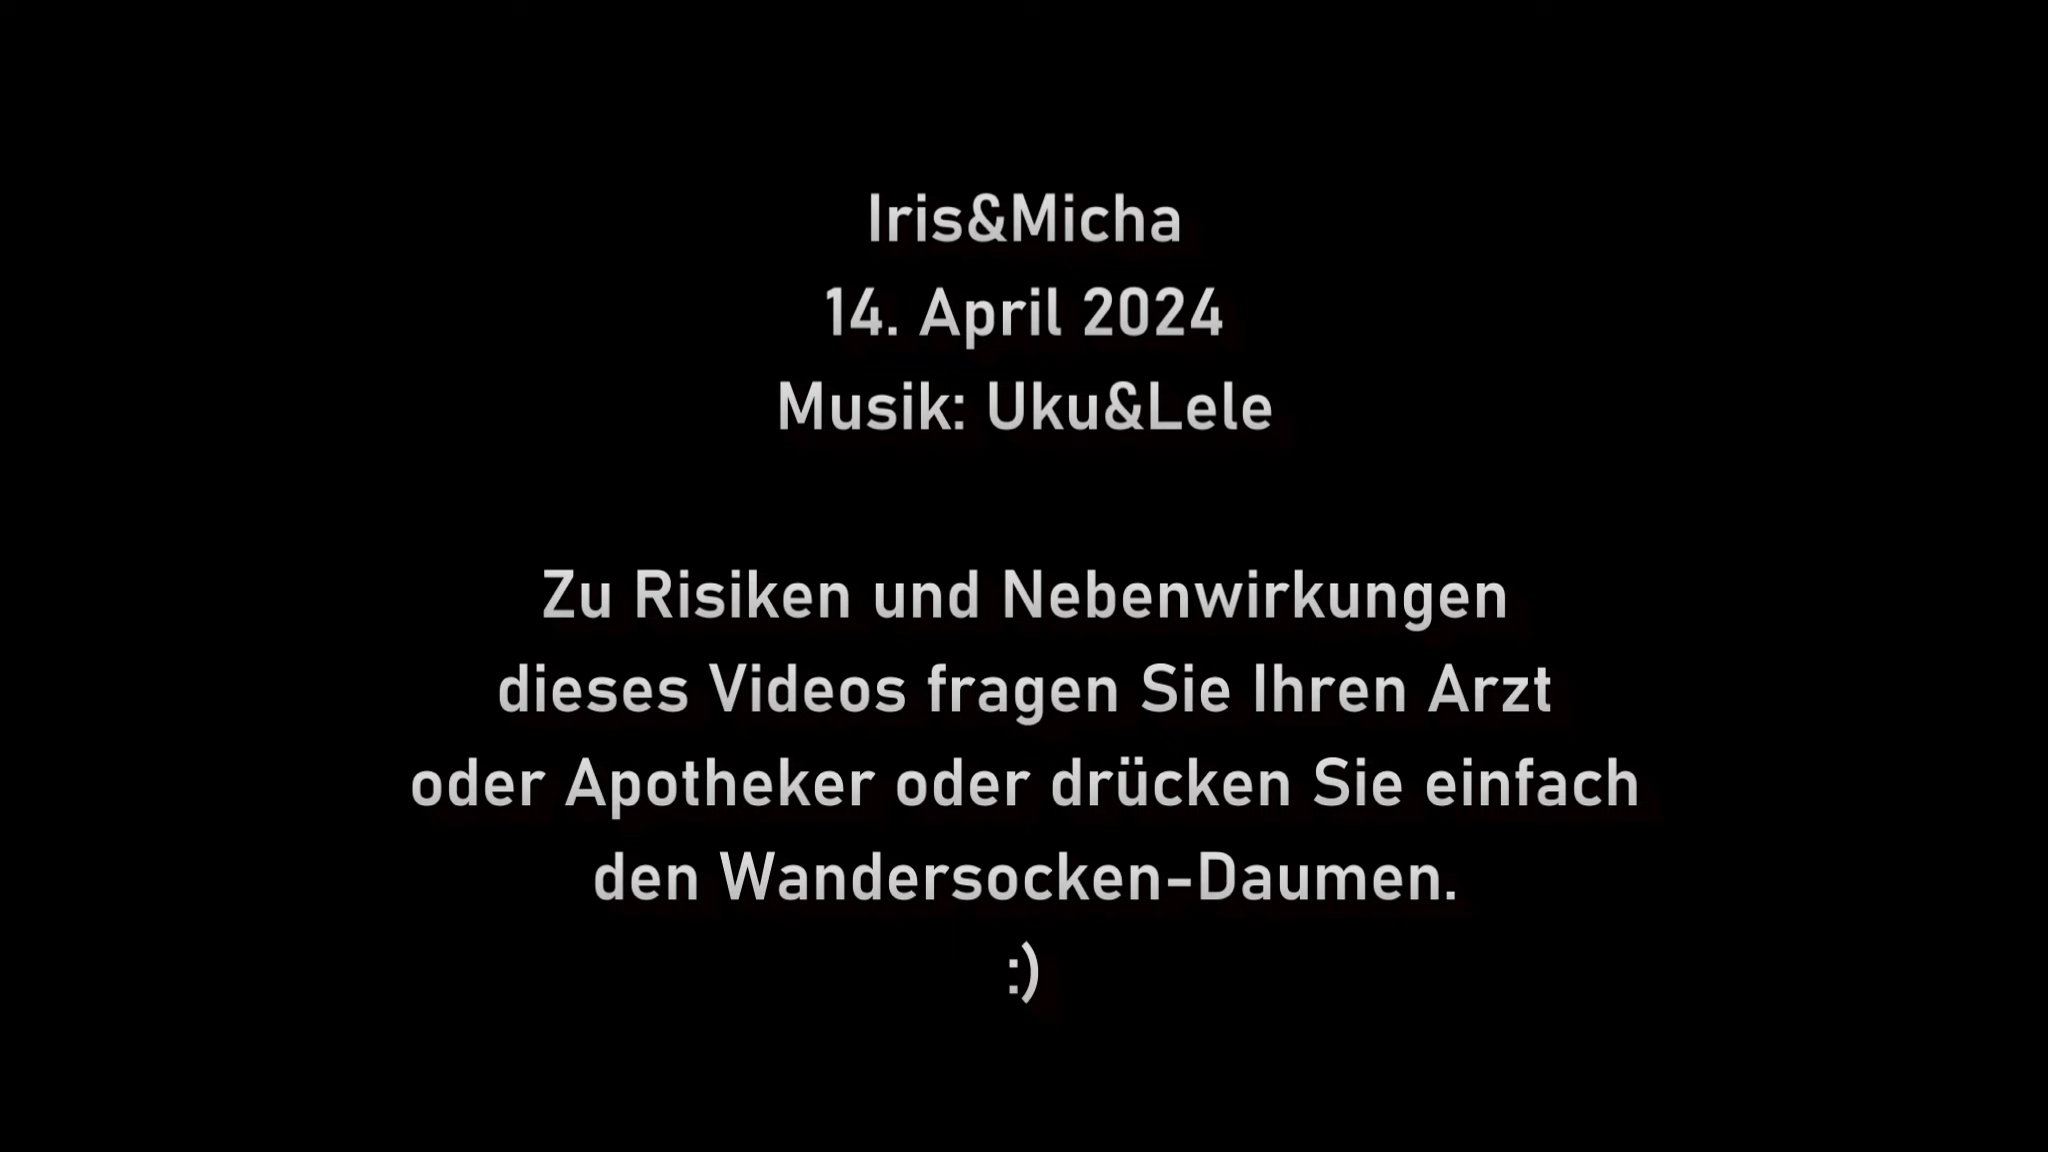 Iris&Micha
14. April 2024
Musik: Uku&Lele
Zu Risiken und Nebenwirkungen
dieses Videos fragen Sie Ihren Arzt
oder Apotheker oder drücken Sie einfach
den Wandersocken-Daumen.
:)